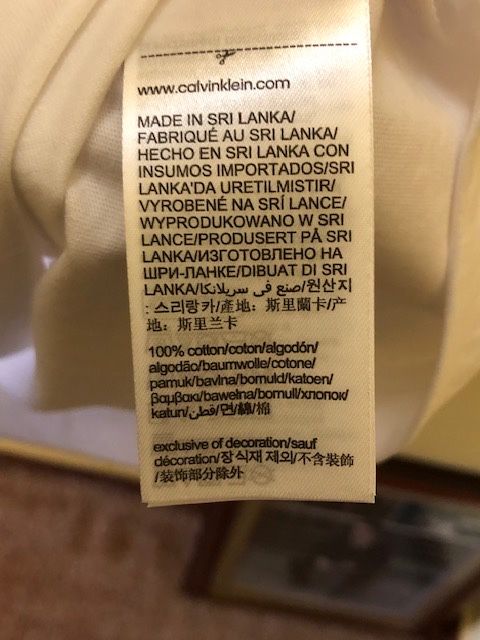 www.calvinklein.com
MADE IN SRI LANKA/
FABRIQUÉ AU SRI LANKA/
HECHO EN SRI LANKA CON
INSUMOS IMPORTADOS/SRI
LANKA'DA URETILMISTIR/
VYROBENÉ NA SRÍ LANCE/
WYPRODUKOWANO W SRI
LANCE/PRODUSERT PÅ SRI
LANKA/ИЗГОТОВЛЕНО НА
ШРИ-ЛАНКЕ/DIBUAT DI SRI
LANKA/صنع في سريلانكا/원산지
: 스리랑카/產地：斯里蘭卡/产
地：斯里兰卡
100% cotton/coton/algodón/
algodão/baumwolle/cotone/
pamuk/bavlna/bomuld/katoen/
βαμβακι/bawełna/bomull/хлопок/
katun/قطن/면/綿/棉
exclusive of decoration/sauf
décoration/장식재 제외/不含裝飾
/装饰部分除外